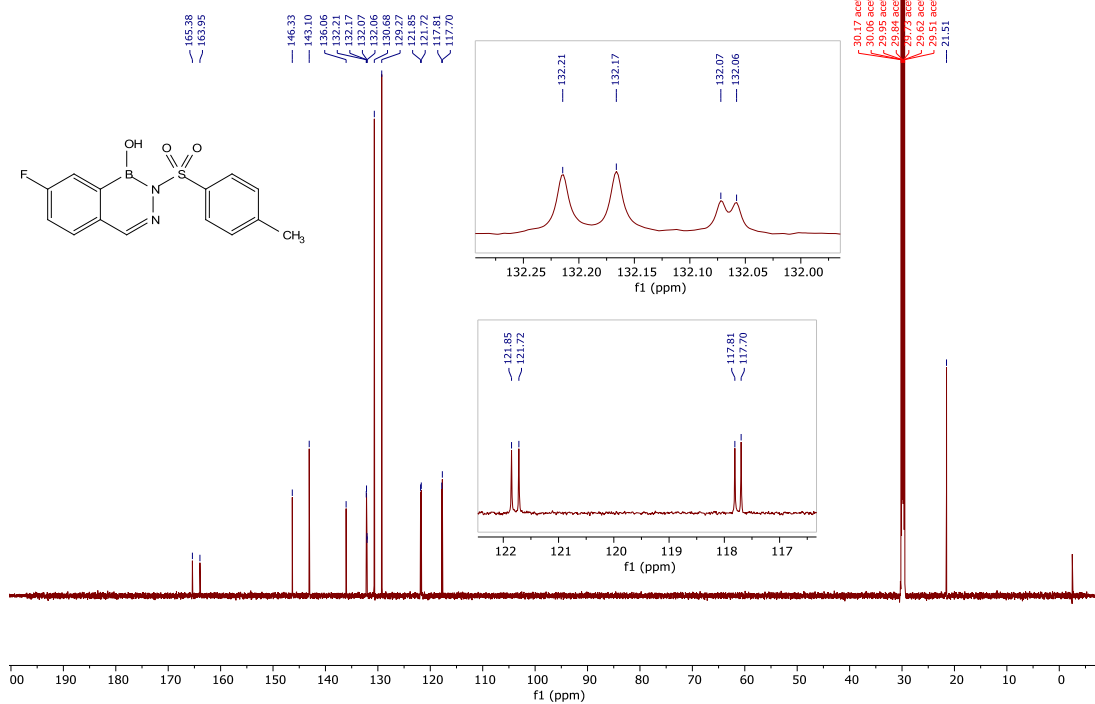 165.38
163.95
146.33
143.10
136.06
132.21
132.17
132.07
132.06
130.68
129.27
121.85
121.72
117.81
117.70
30.17 ace
30.06 ace
29.95 ace
29.84 ace
29.73 ace
29.62 ace
29.51 ace
21.51
OH
B
N
N
F
S
O
O
CH3
132.21
132.17
132.07
132.06
132.25 132.20 132.15 132.10 132.05 132.00
f1 (ppm)
121.85
121.72
117.81
117.70
122 121 120 119 118 117
f1 (ppm)
00 190 180 170 160 150 140 130 120 110 100 90 80 70 60 50 40 30 20 10 0
f1 (ppm)